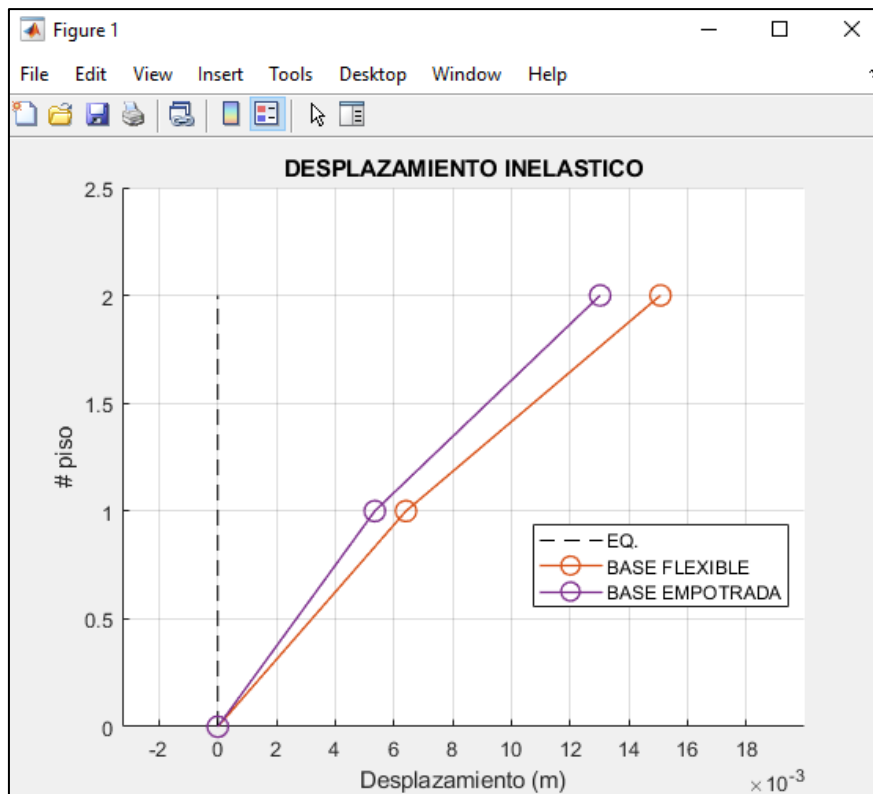 Figure 1
File Edit View Insert Tools Desktop Window Help
DESPLAZAMIENTO INELASTICO
2.5
2
1.5
1
0.5
0
# piso
EQ.
BASE FLEXIBLE
BASE EMPOTRADA
-2 0 2 4 6 8 10 12 14 16 18
Desplazamiento (m)
× 10-3